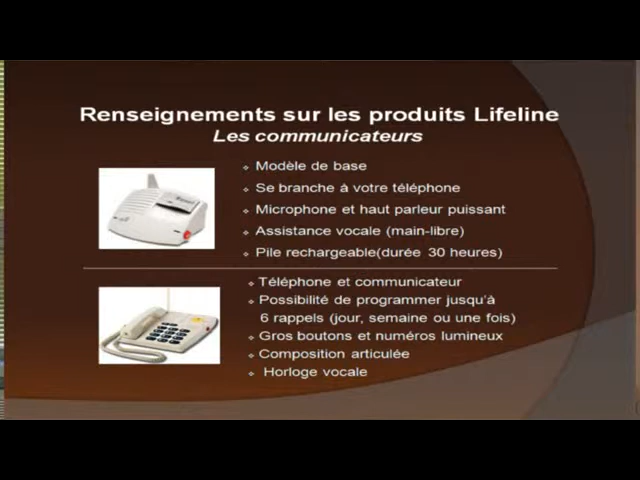 Renseignements sur les produits Lifeline
Les communicateurs
Modèle de base
Se branche à votre téléphone
Microphone et haut parleur puissant
Assistance vocale (main-libre)
Pile rechargeable(durée 30 heures)
Téléphone et communicateur
Possibilité de programmer jusqu'à
6 rappels (jour, semaine ou une fois)
Gros boutons et numéros lumineux
Composition articulée
Horloge vocale